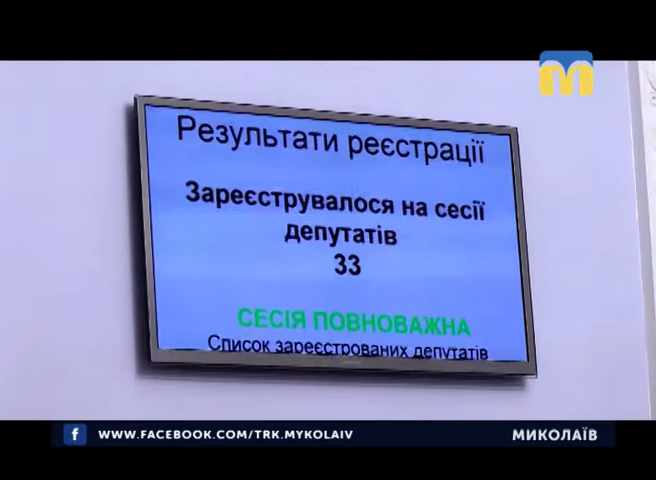 Результати реєстрації
Зареєструвалося на сесії
депутатів
33
СЕСІЯ ПОВНОВАЖНА
Список зареєстрованих депутатів
WWW.FACEBOOK.COM/TRK.MYKOLAIV
МИКОЛАЇВ